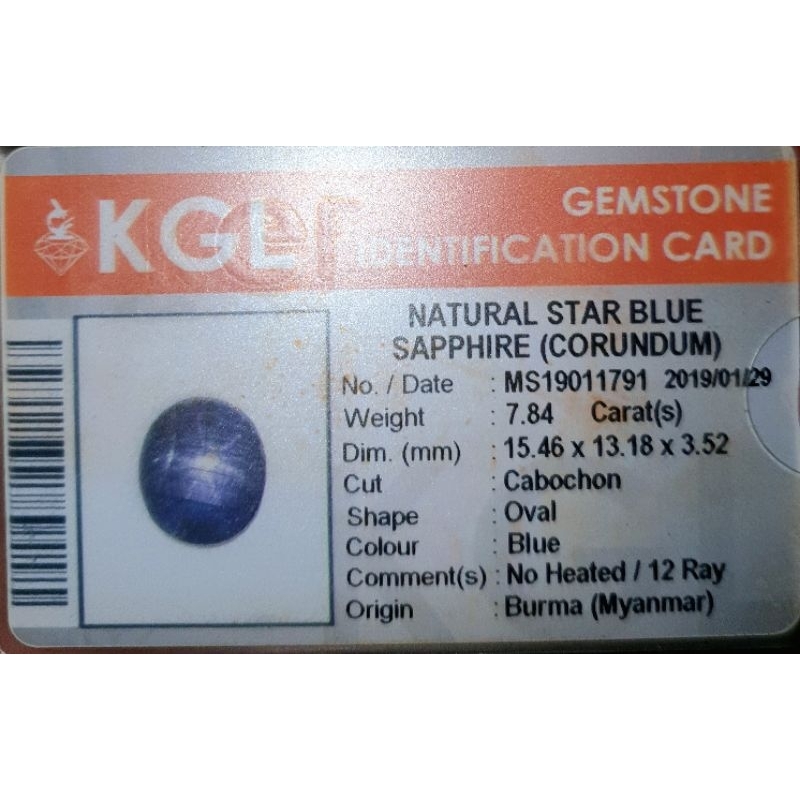 KGL
GEMSTONE
IDENTIFICATION CARD
NATURAL STAR BLUE
SAPPHIRE (CORUNDUM)
No. / Date : MS19011791 2019/01/29
Weight : 7.84 Carat(s)
Dim. (mm) : 15.46 x 13.18 x 3.52
Cut : Cabochon
Shape : Oval
Colour : Blue
Comment(s) : No Heated / 12 Ray
Origin : Burma (Myanmar)